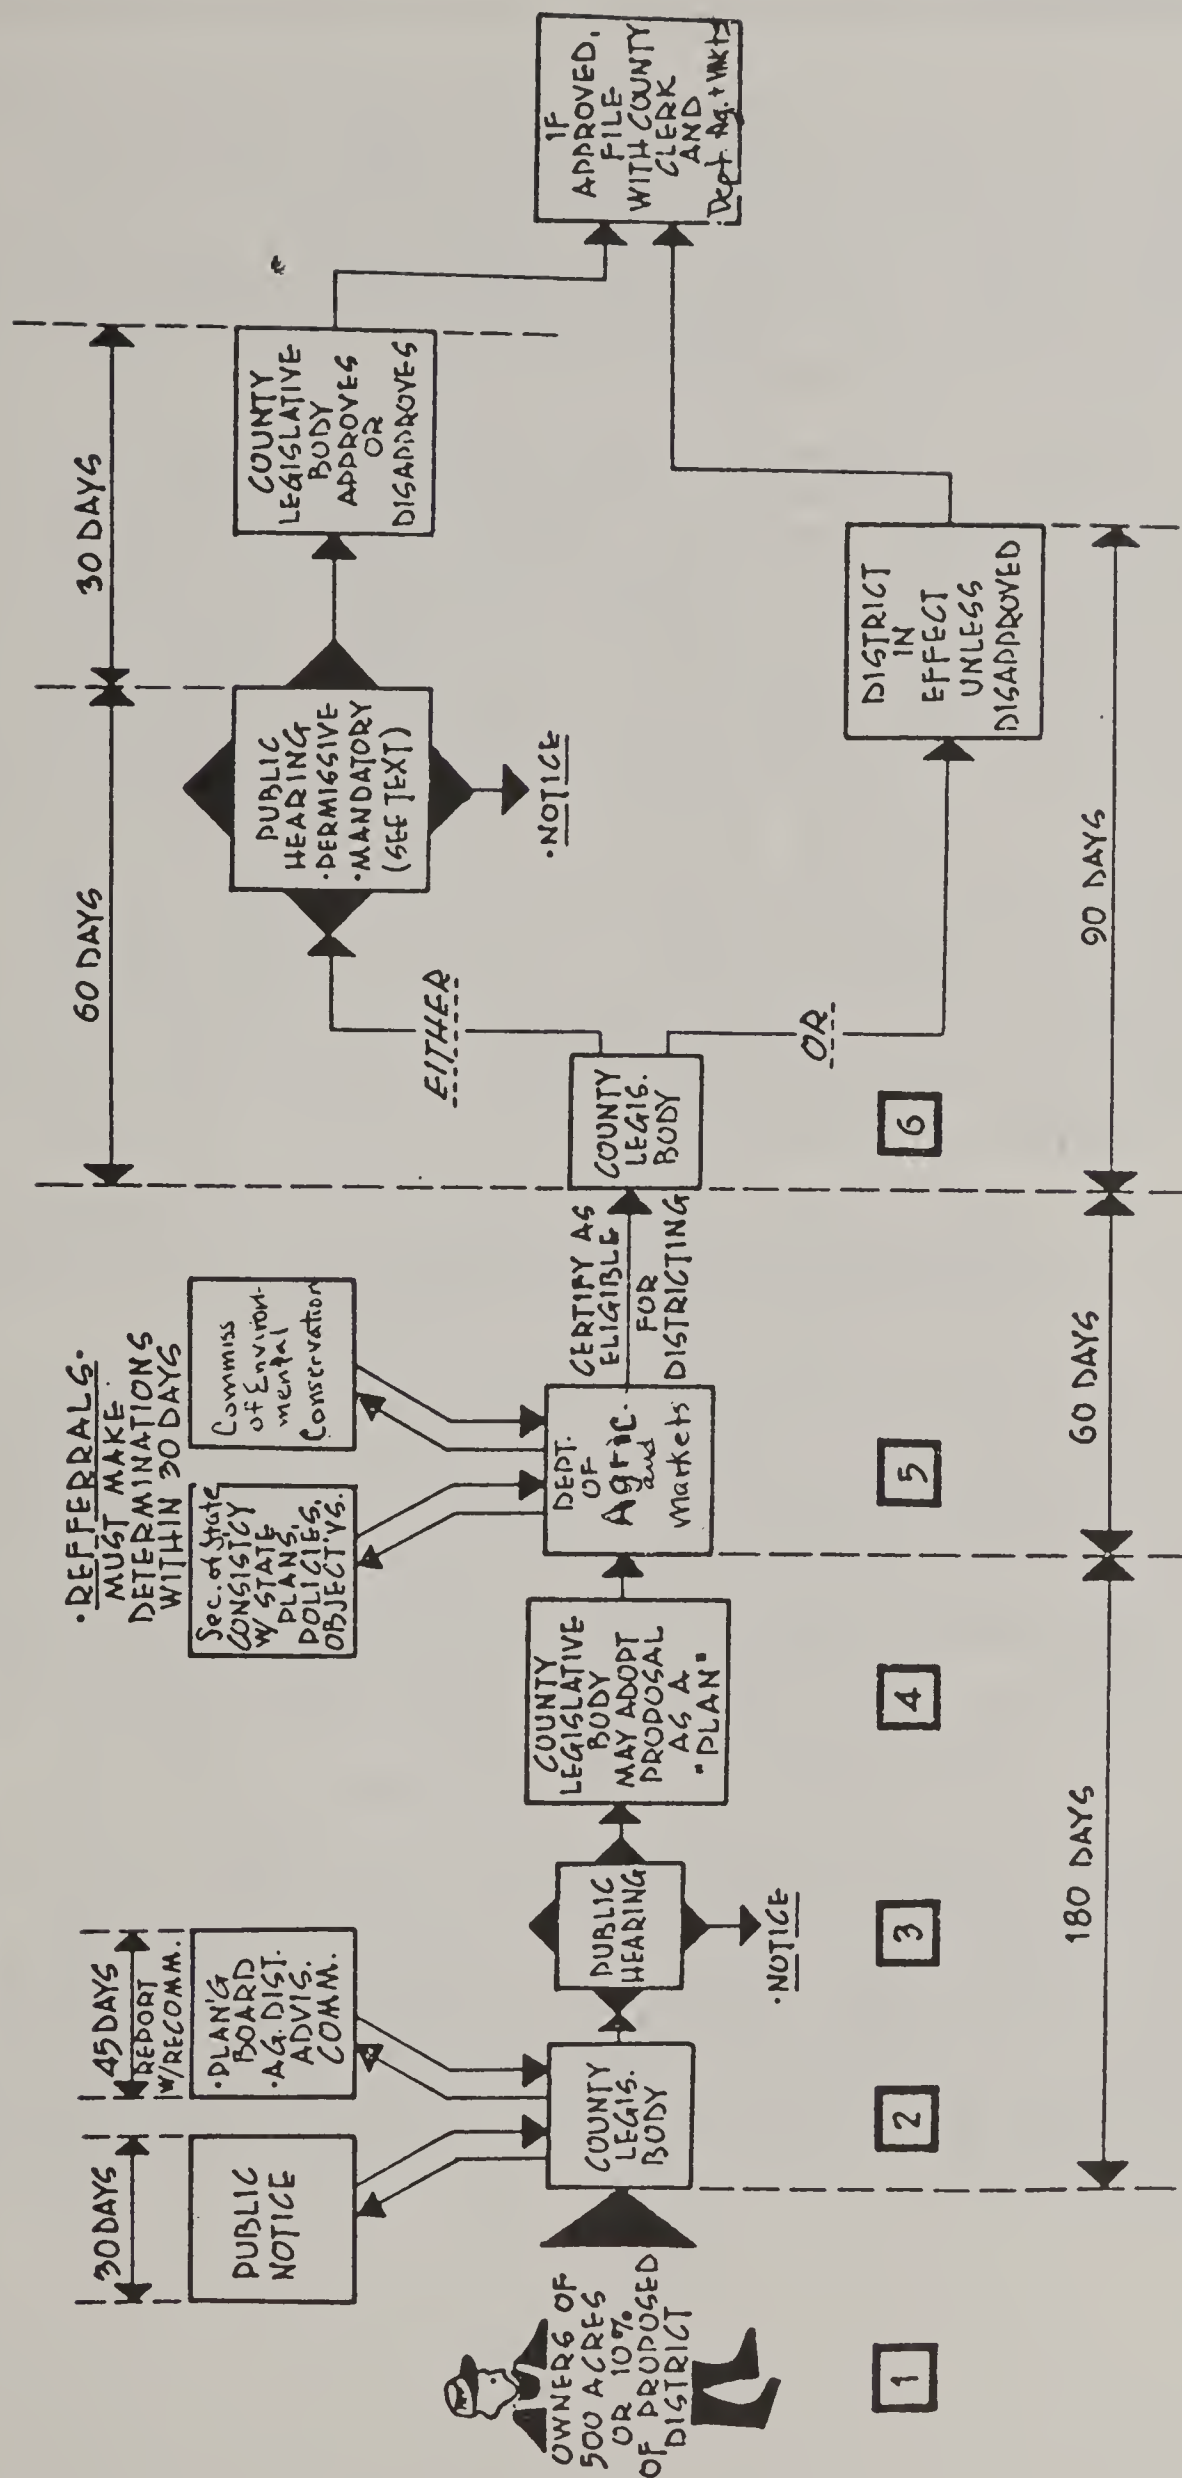 30 DAYS
45 DAYS
REPORT
W/RECOMM.
PUBLIC
NOTICE
•PLAN'G
BOARD
•AG. DIST.
ADVIS.
COMM.
•REFFERRALS•
MUST MAKE
DETERMINATIONS
WITHIN 30 DAYS
Sec. of State
CONSIST'CY
W/ STATE
PLANS,
POLICIES,
OBJECT'VS.
Commiss
of Environ-
mental
Conservation
60 DAYS
30 DAYS
OWNERS OF
500 ACRES
OR 10%
OF PROPOSED
DISTRICT
COUNTY
LEGIS.
BODY
PUBLIC
HEARING
•NOTICE
COUNTY
LEGISLATIVE
BODY
MAY ADOPT
PROPOSAL
AS A
"PLAN"
DEPT.
OF
Agric.
and
Markets
CERTIFY AS
ELIGIBLE
FOR
DISTRICTING
COUNTY
LEGIS.
BODY
EITHER
PUBLIC
HEARING
•PERMISSIVE
•MANDATORY
(SEE TEXT)
•NOTICE
COUNTY
LEGISLATIVE
BODY
APPROVES
OR
DISAPPROVES
OR
DISTRICT
IN
EFFECT
UNLESS
DISAPPROVED
IF
APPROVED,
FILE
WITH COUNTY
CLERK
AND
Dept. Ag. + Mkts
1
2
3
4
5
6
180 DAYS
60 DAYS
90 DAYS